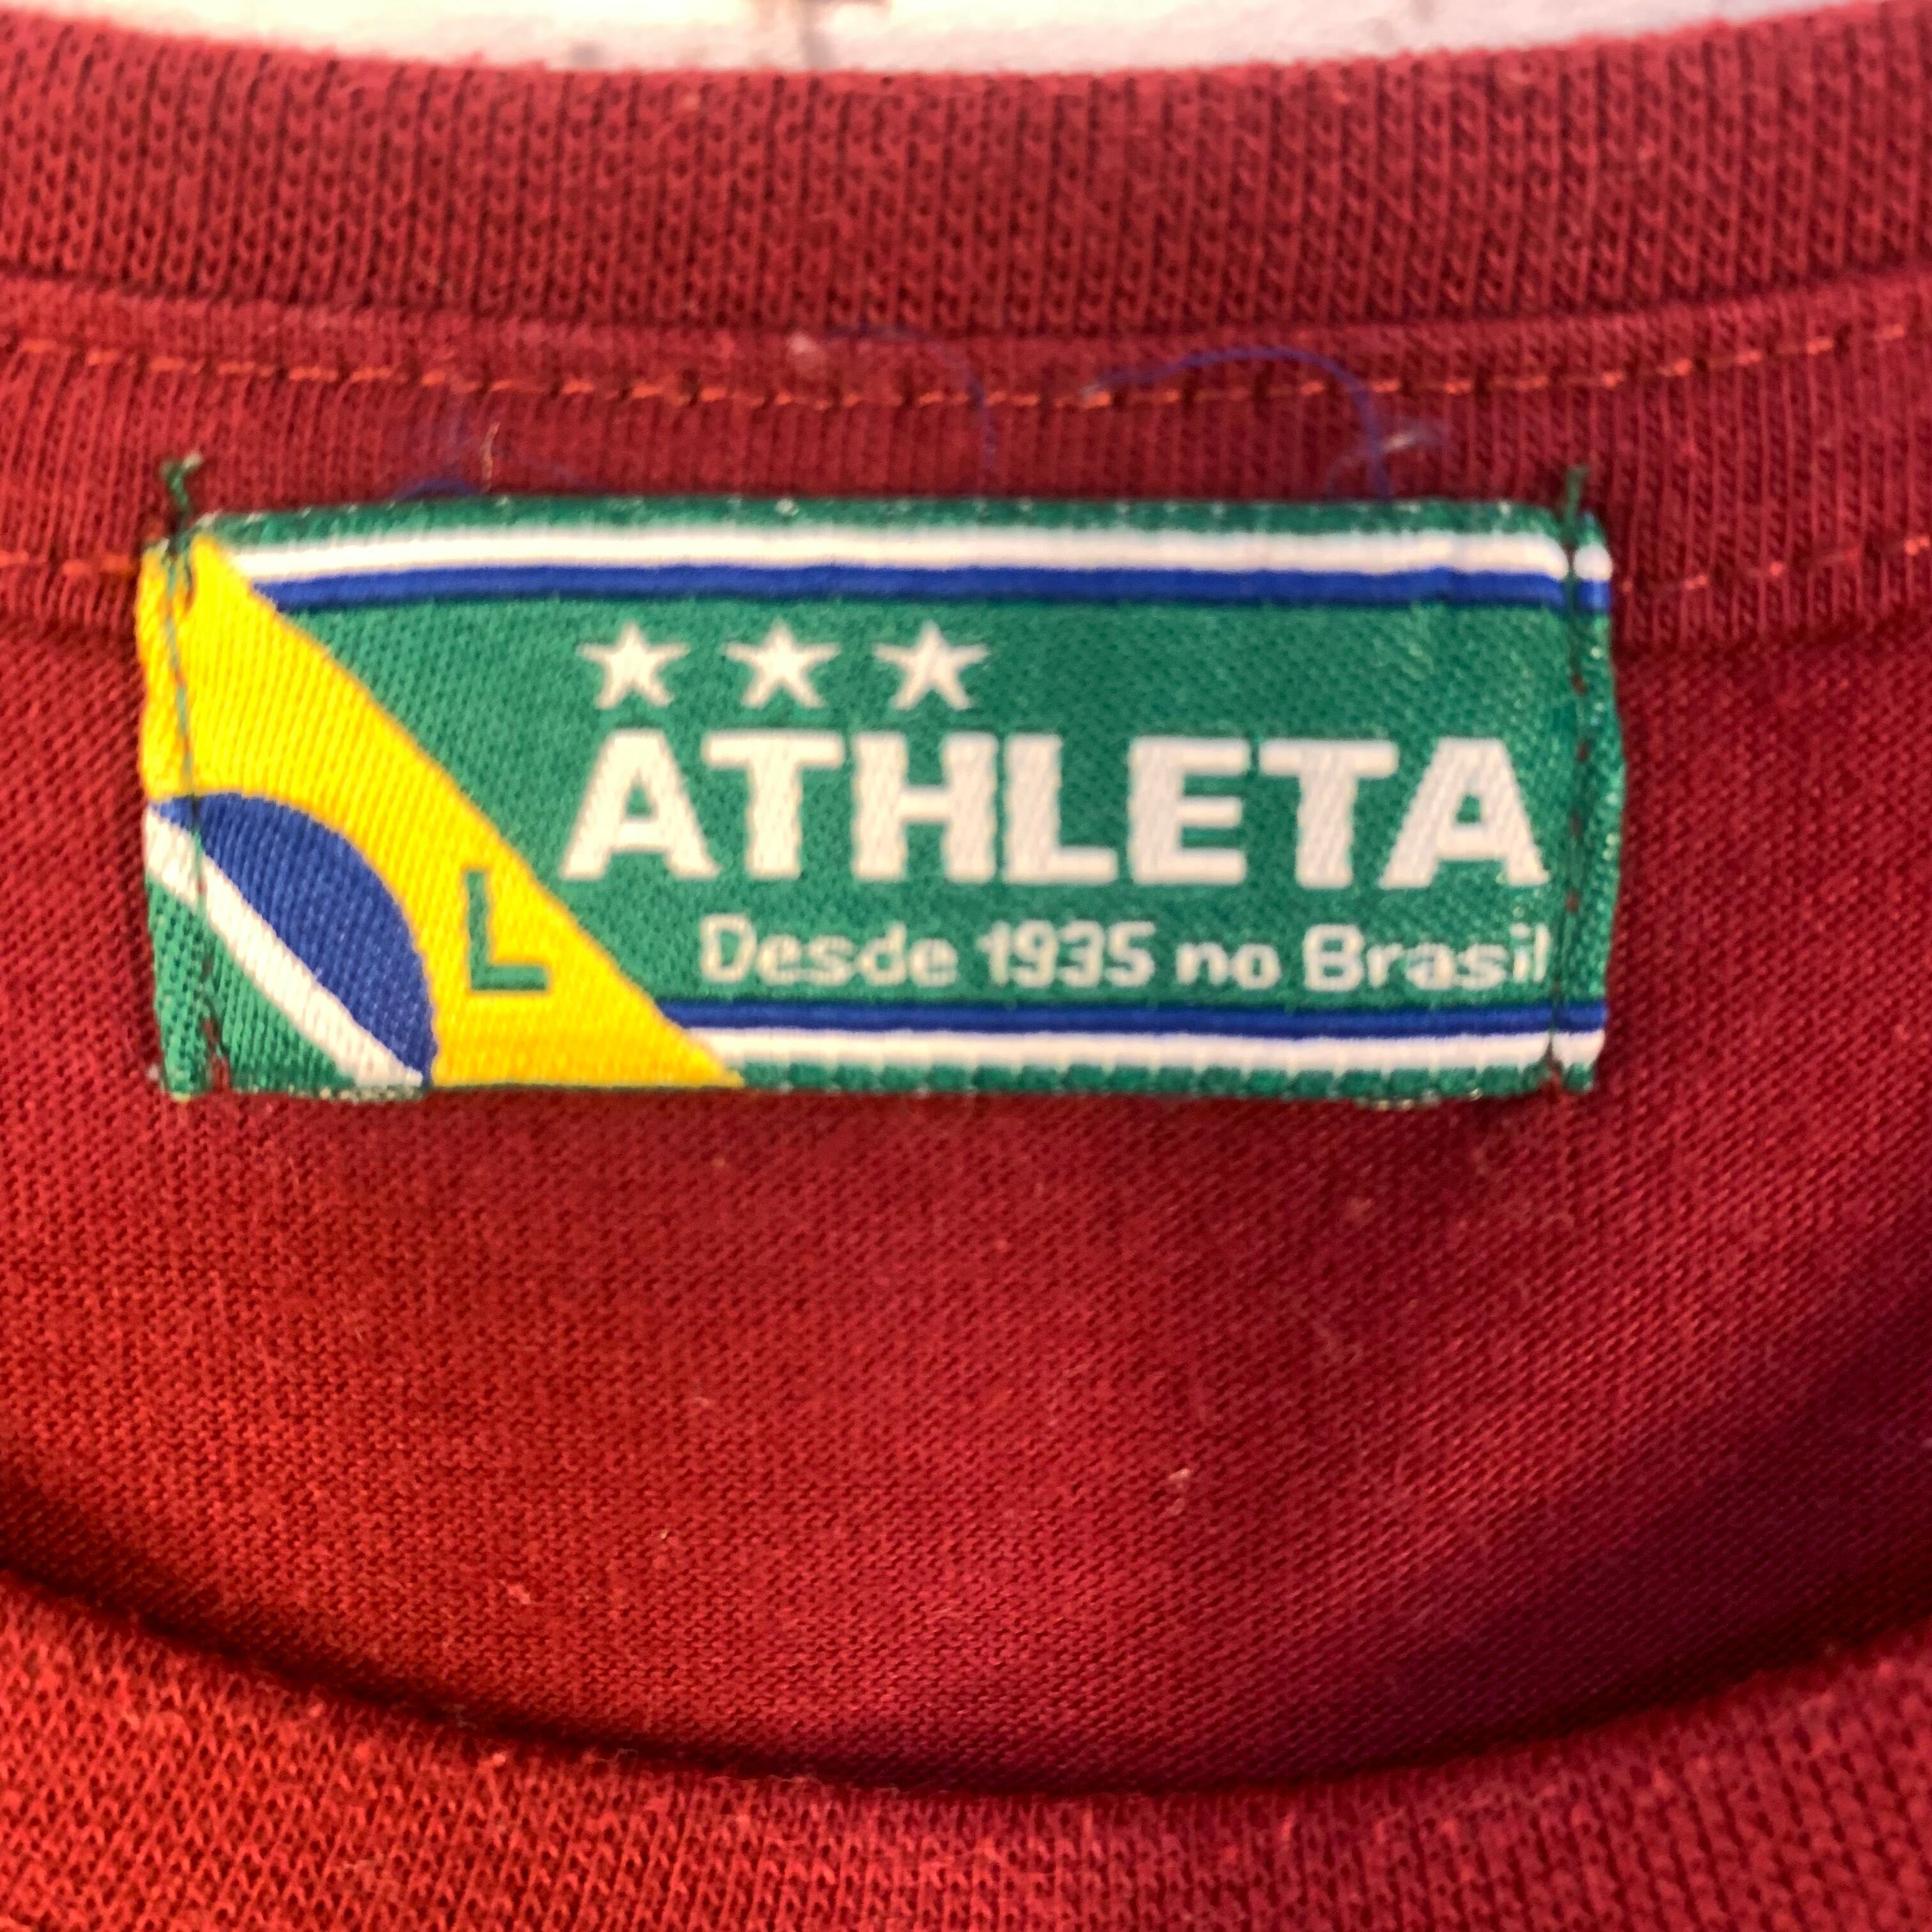 ATHLETA
Desde 1935 no Brasil
L